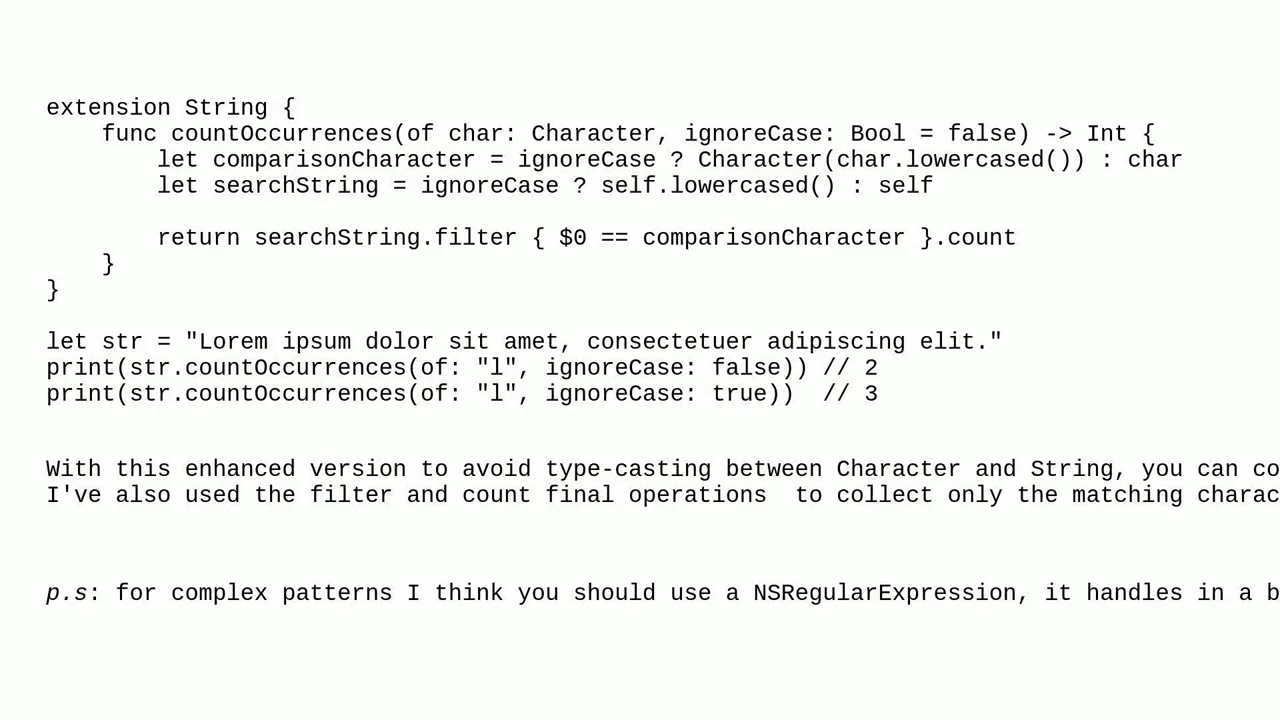 extension String {
    func countOccurrences(of char: Character, ignoreCase: Bool = false) -> Int {
        let comparisonCharacter = ignoreCase ? Character(char.lowercased()) : char
        let searchString = ignoreCase ? self.lowercased() : self

        return searchString.filter { $0 == comparisonCharacter }.count
    }
}

let str = "Lorem ipsum dolor sit amet, consectetuer adipiscing elit."
print(str.countOccurrences(of: "l", ignoreCase: false)) // 2
print(str.countOccurrences(of: "l", ignoreCase: true))  // 3

With this enhanced version to avoid type-casting between Character and String, you can co
I've also used the filter and count final operations  to collect only the matching charac

p.s: for complex patterns I think you should use a NSRegularExpression, it handles in a b